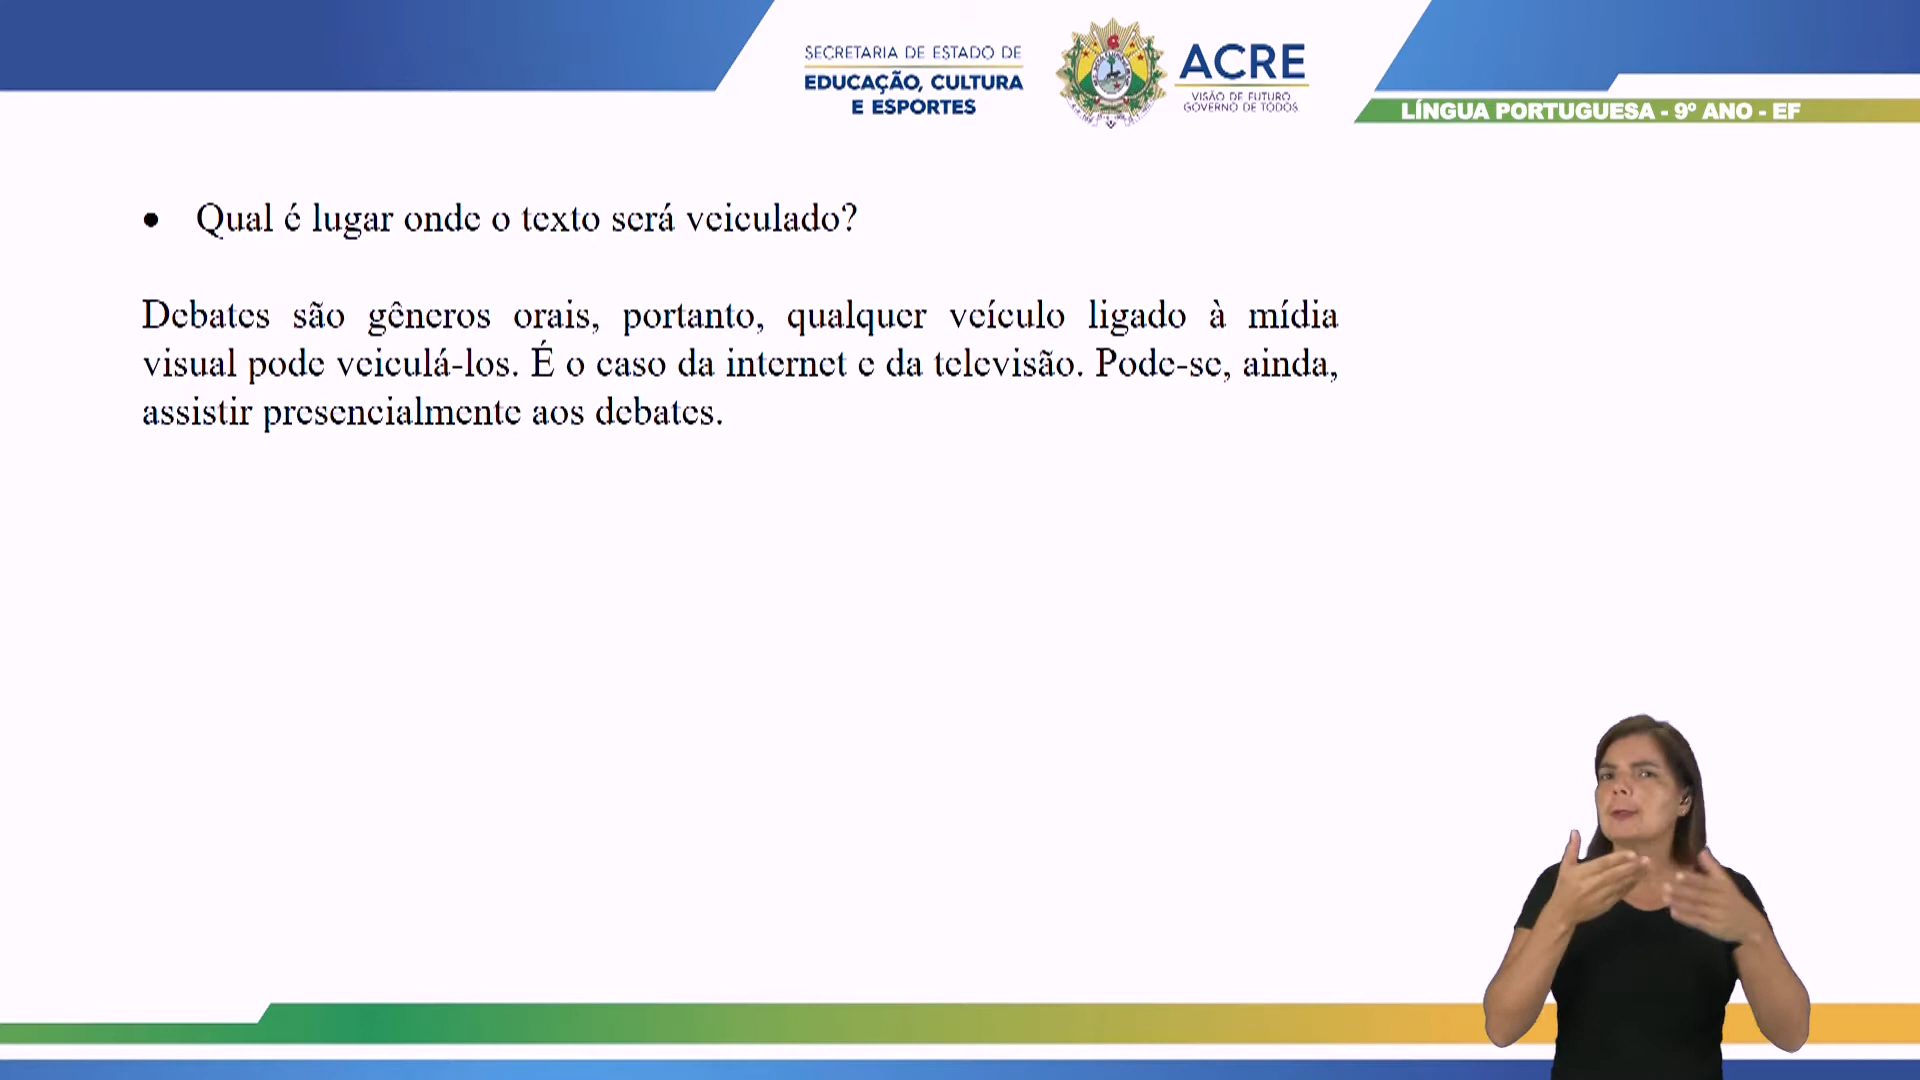 SECRETARIA DE ESTADO DE
EDUCAÇÃO, CULTURA
E ESPORTES
ACRE
VISÃO DE FUTURO
GOVERNO DE TODOS
LÍNGUA PORTUGUESA - 9º ANO - EF
• Qual é lugar onde o texto será veiculado?
Debates são gêneros orais, portanto, qualquer veículo ligado à mídia
visual pode veiculá-los. É o caso da internet e da televisão. Pode-se, ainda,
assistir presencialmente aos debates.